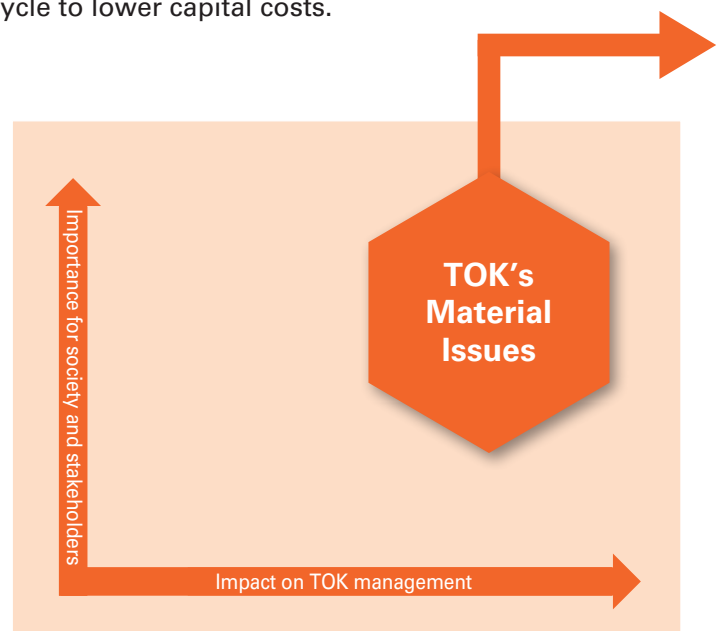 ycle to lower capital costs.
TOK's
Material
Issues
Importance for society and stakeholders
Impact on TOK management